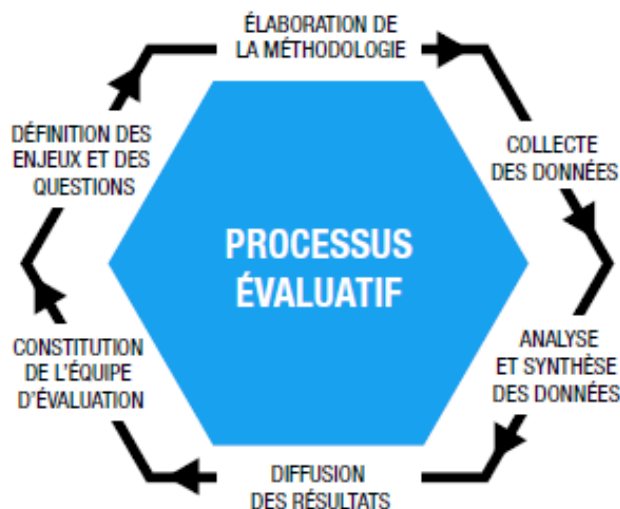 ÉLABORATION DE
LA MÉTHODOLOGIE
DÉFINITION DES
ENJEUX ET DES
QUESTIONS
COLLECTE
DES DONNÉES
PROCESSUS
ÉVALUATIF
CONSTITUTION
DE L'ÉQUIPE
D'ÉVALUATION
ANALYSE
ET SYNTHÈSE
DES DONNÉES
DIFFUSION
DES RÉSULTATS